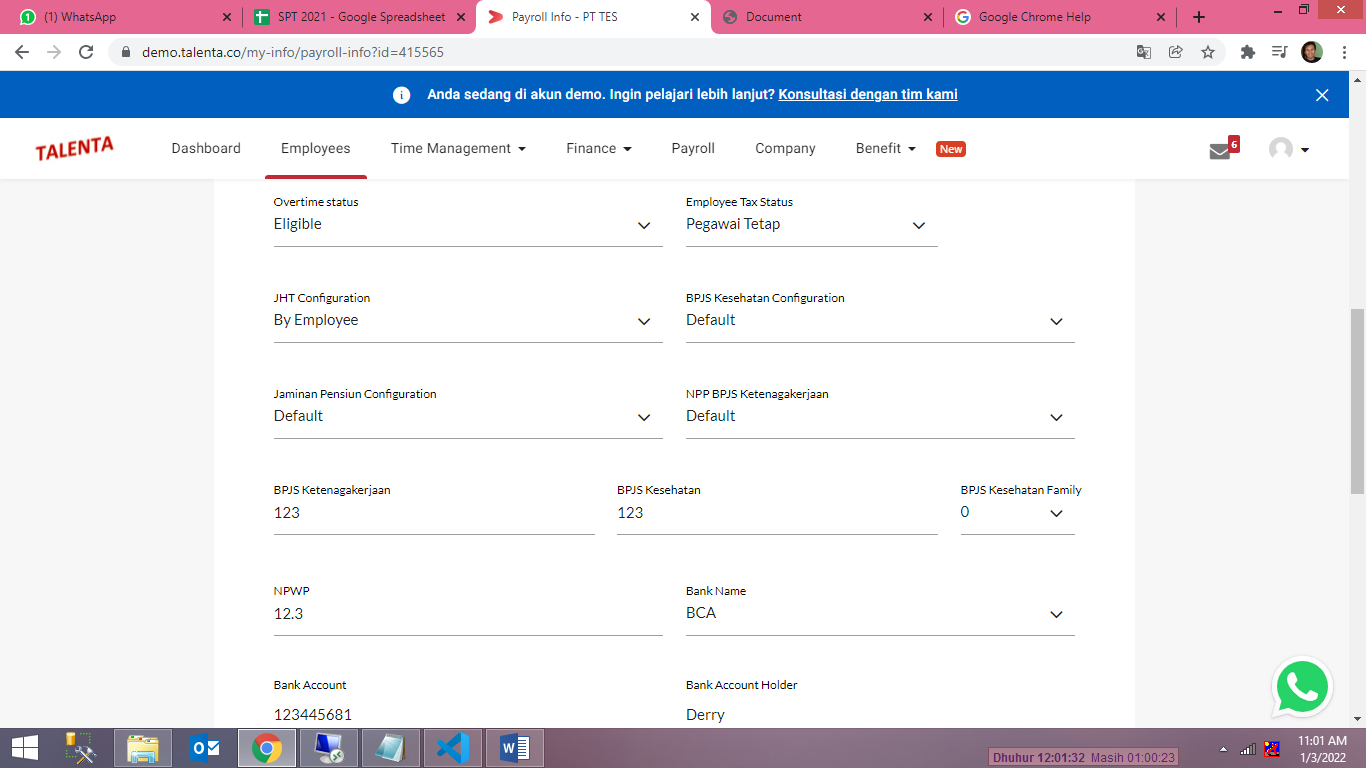 (1) WhatsApp
SPT 2021 - Google Spreadsheet
Payroll Info - PT TES
Document
Google Chrome Help
demo.talenta.co/my-info/payroll-info?id=415565
Anda sedang di akun demo. Ingin pelajari lebih lanjut? Konsultasi dengan tim kami
TALENTA
Dashboard
Employees
Time Management
Finance
Payroll
Company
Benefit
New
6
Overtime status
Eligible
Employee Tax Status
Pegawai Tetap
JHT Configuration
By Employee
BPJS Kesehatan Configuration
Default
Jaminan Pensiun Configuration
Default
NPP BPJS Ketenagakerjaan
Default
BPJS Ketenagakerjaan
123
BPJS Kesehatan
123
BPJS Kesehatan Family
0
NPWP
12.3
Bank Name
BCA
Bank Account
123445681
Bank Account Holder
Derry
Dhuhur 12:01:32 Masih 01:00:23
11:01 AM
1/3/2022